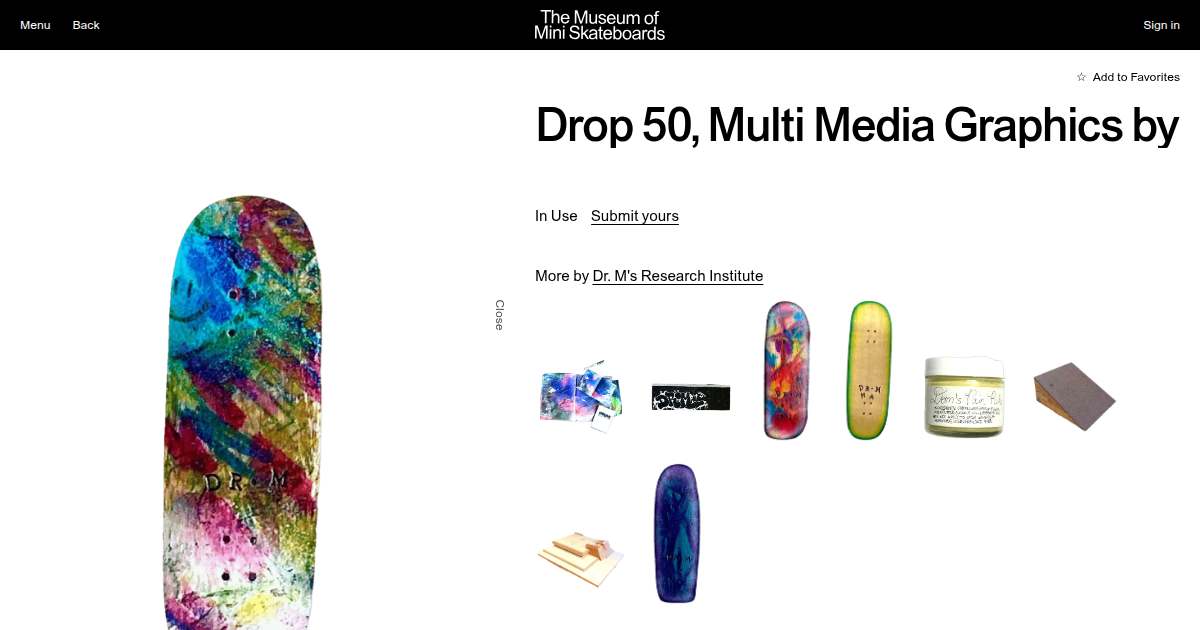 Menu
Back
The Museum of
Mini Skateboards
Sign in
☆ Add to Favorites
Drop 50, Multi Media Graphics by
In Use
Submit yours
More by Dr. M's Research Institute
Close
DR•M
DR•M